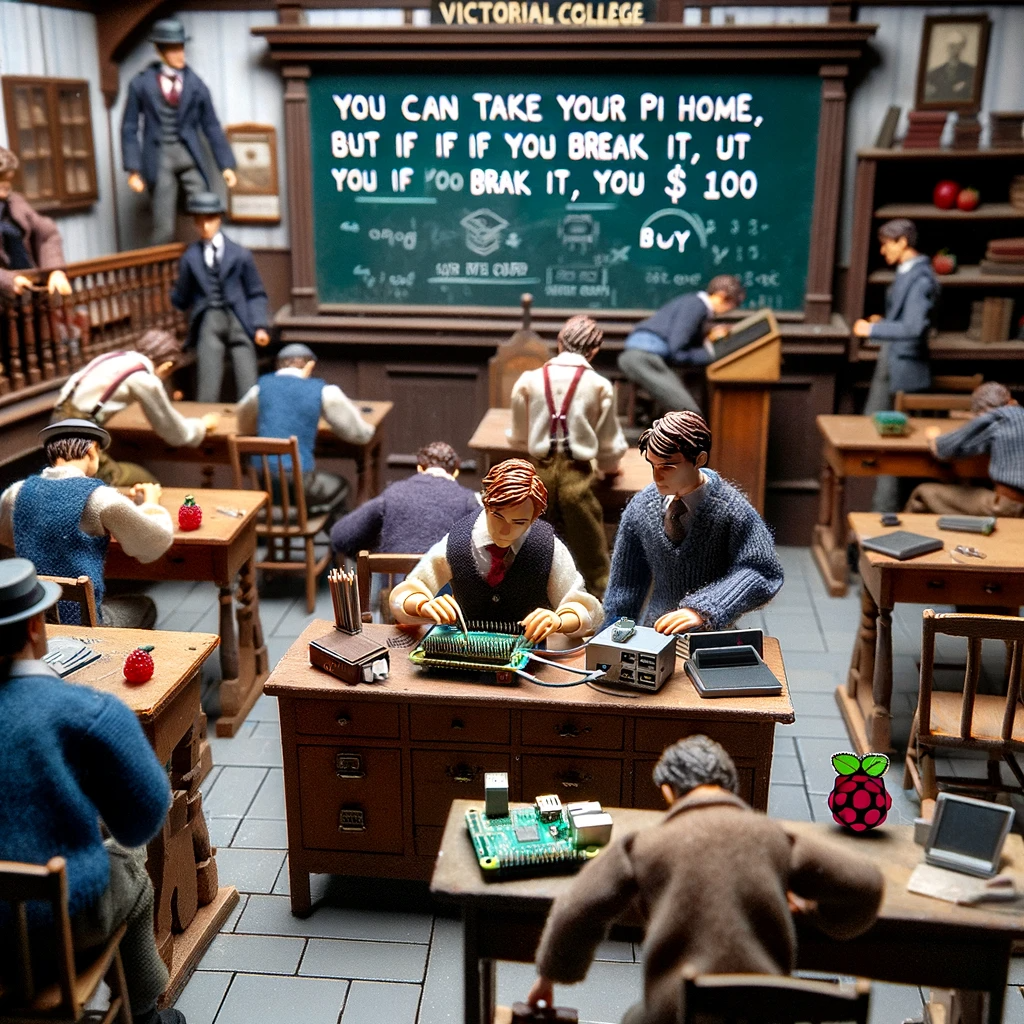 VICTORIAL COLLEGE
YOU CAN TAKE YOUR PI HOME,
BUT IF IF IF YOU BREAK IT, UT
YOU IF YOO BRAK IT, YOU $ 100
BUY